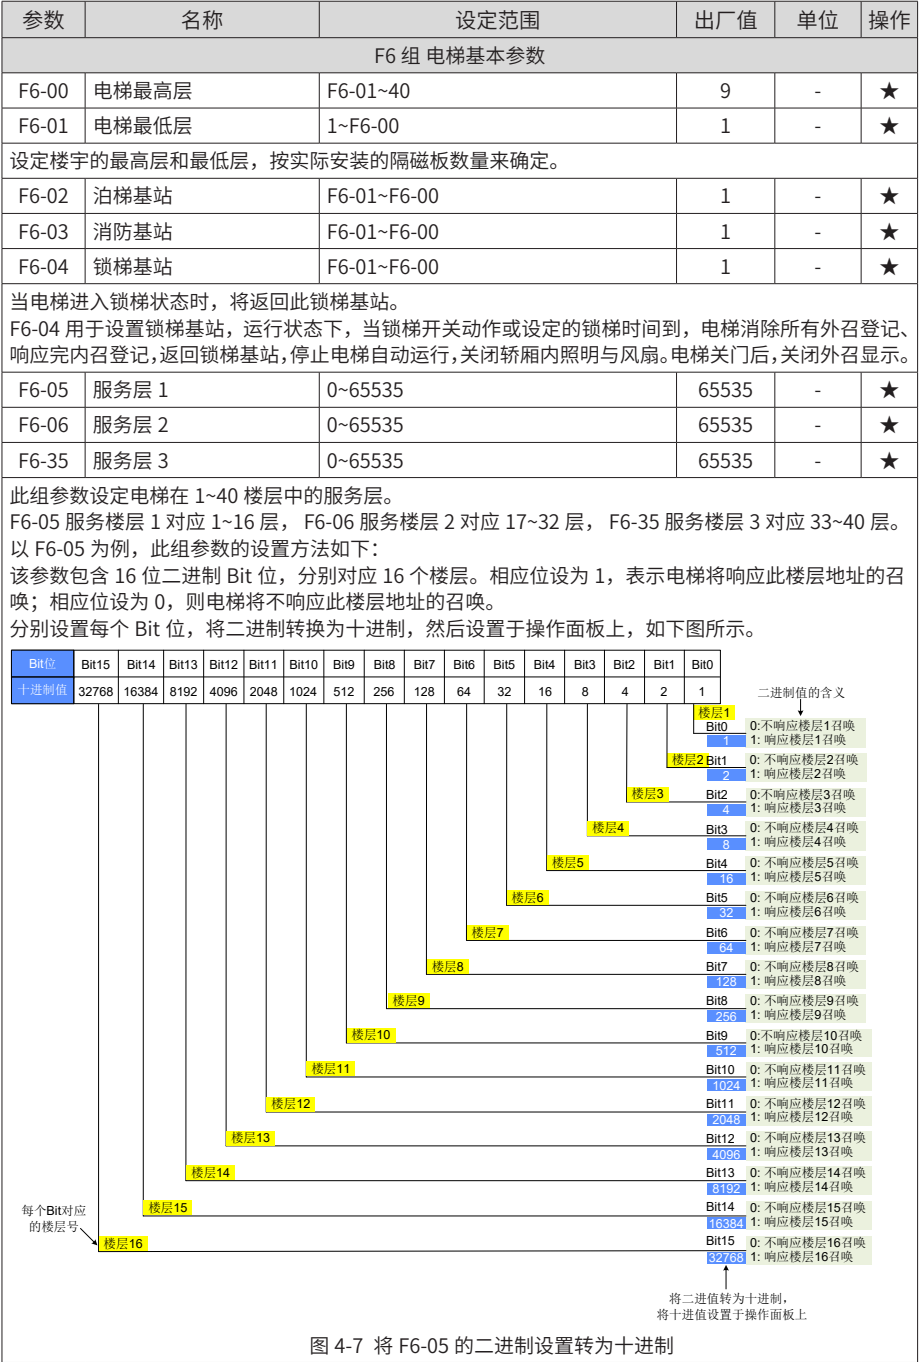 参数 名称 设定范围 出厂值 单位 操作
F6 组 电梯基本参数
F6-00 电梯最高层 F6-01~40 9 - ★
F6-01 电梯最低层 1~F6-00 1 - ★
设定楼宇的最高层和最低层，按实际安装的隔磁板数量来确定。
F6-02 泊梯基站 F6-01~F6-00 1 - ★
F6-03 消防基站 F6-01~F6-00 1 - ★
F6-04 锁梯基站 F6-01~F6-00 1 - ★
当电梯进入锁梯状态时，将返回此锁梯基站。
F6-04 用于设置锁梯基站，运行状态下，当锁梯开关动作或设定的锁梯时间到，电梯消除所有外召登记、
响应完内召登记，返回锁梯基站，停止电梯自动运行，关闭轿厢内照明与风扇。电梯关门后，关闭外召显示。
F6-05 服务层 1 0~65535 65535 - ★
F6-06 服务层 2 0~65535 65535 - ★
F6-35 服务层 3 0~65535 65535 - ★
此组参数设定电梯在 1~40 楼层中的服务层。
F6-05 服务楼层 1 对应 1~16 层， F6-06 服务楼层 2 对应 17~32 层， F6-35 服务楼层 3 对应 33~40 层。
以 F6-05 为例，此组参数的设置方法如下：
该参数包含 16 位二进制 Bit 位，分别对应 16 个楼层。相应位设为 1，表示电梯将响应此楼层地址的召
唤；相应位设为 0，则电梯将不响应此楼层地址的召唤。
分别设置每个 Bit 位，将二进制转换为十进制，然后设置于操作面板上，如下图所示。
Bit位 Bit15 Bit14 Bit13 Bit12 Bit11 Bit10 Bit9 Bit8 Bit7 Bit6 Bit5 Bit4 Bit3 Bit2 Bit1 Bit0
十进制值 32768 16384 8192 4096 2048 1024 512 256 128 64 32 16 8 4 2 1
二进制值的含义
楼层1
Bit0 0:不响应楼层1召唤
1 1: 响应楼层1召唤
楼层2 Bit1 0: 不响应楼层2召唤
2 1: 响应楼层2召唤
楼层3 Bit2 0:不响应楼层3召唤
4 1: 响应楼层3召唤
楼层4 Bit3 0: 不响应楼层4召唤
8 1: 响应楼层4召唤
楼层5 Bit4 0: 不响应楼层5召唤
16 1: 响应楼层5召唤
楼层6 Bit5 0: 不响应楼层6召唤
32 1: 响应楼层6召唤
楼层7 Bit6 0: 不响应楼层7召唤
64 1: 响应楼层7召唤
楼层8 Bit7 0: 不响应楼层8召唤
128 1: 响应楼层8召唤
楼层9 Bit8 0: 不响应楼层9召唤
256 1: 响应楼层9召唤
楼层10 Bit9 0:不响应楼层10召唤
512 1: 响应楼层10召唤
楼层11 Bit10 0: 不响应楼层11召唤
1024 1: 响应楼层11召唤
楼层12 Bit11 0: 不响应楼层12召唤
2048 1: 响应楼层12召唤
楼层13 Bit12 0: 不响应楼层13召唤
4096 1: 响应楼层13召唤
楼层14 Bit13 0: 不响应楼层14召唤
8192 1: 响应楼层14召唤
楼层15 Bit14 0: 不响应楼层15召唤
16384 1: 响应楼层15召唤
每个Bit对应
的楼层号
楼层16 Bit15 0: 不响应楼层16召唤
32768 1: 响应楼层16召唤
将二进值转为十进制，
将十进值设置于操作面板上
图 4-7 将 F6-05 的二进制设置转为十进制